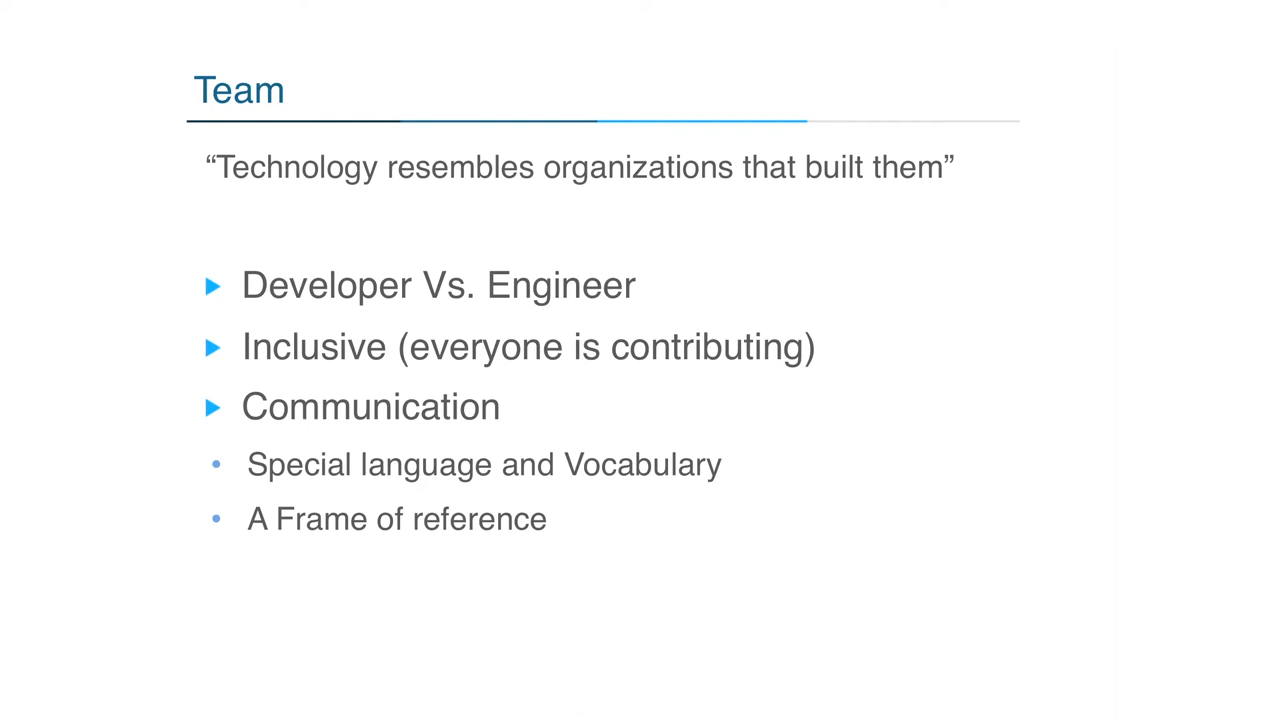 Team
“Technology resembles organizations that built them”
Developer Vs. Engineer
Inclusive (everyone is contributing)
Communication
Special language and Vocabulary
A Frame of reference